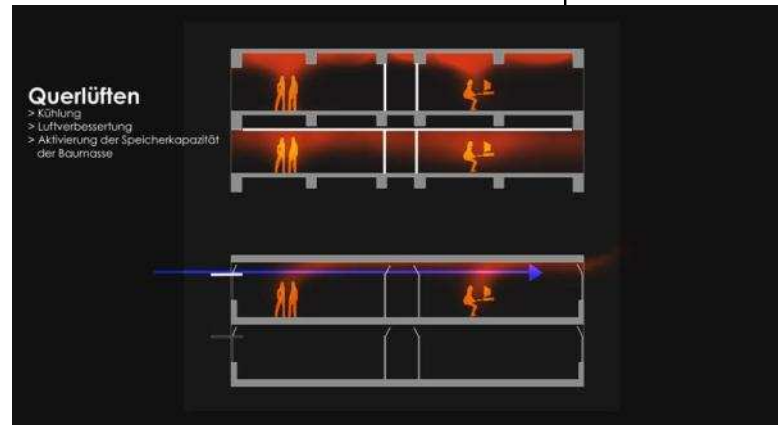 Querlüften
> Kühlung
> Luftverbessertung
> Aktivierung der Speicherkapazität
der Baumasse